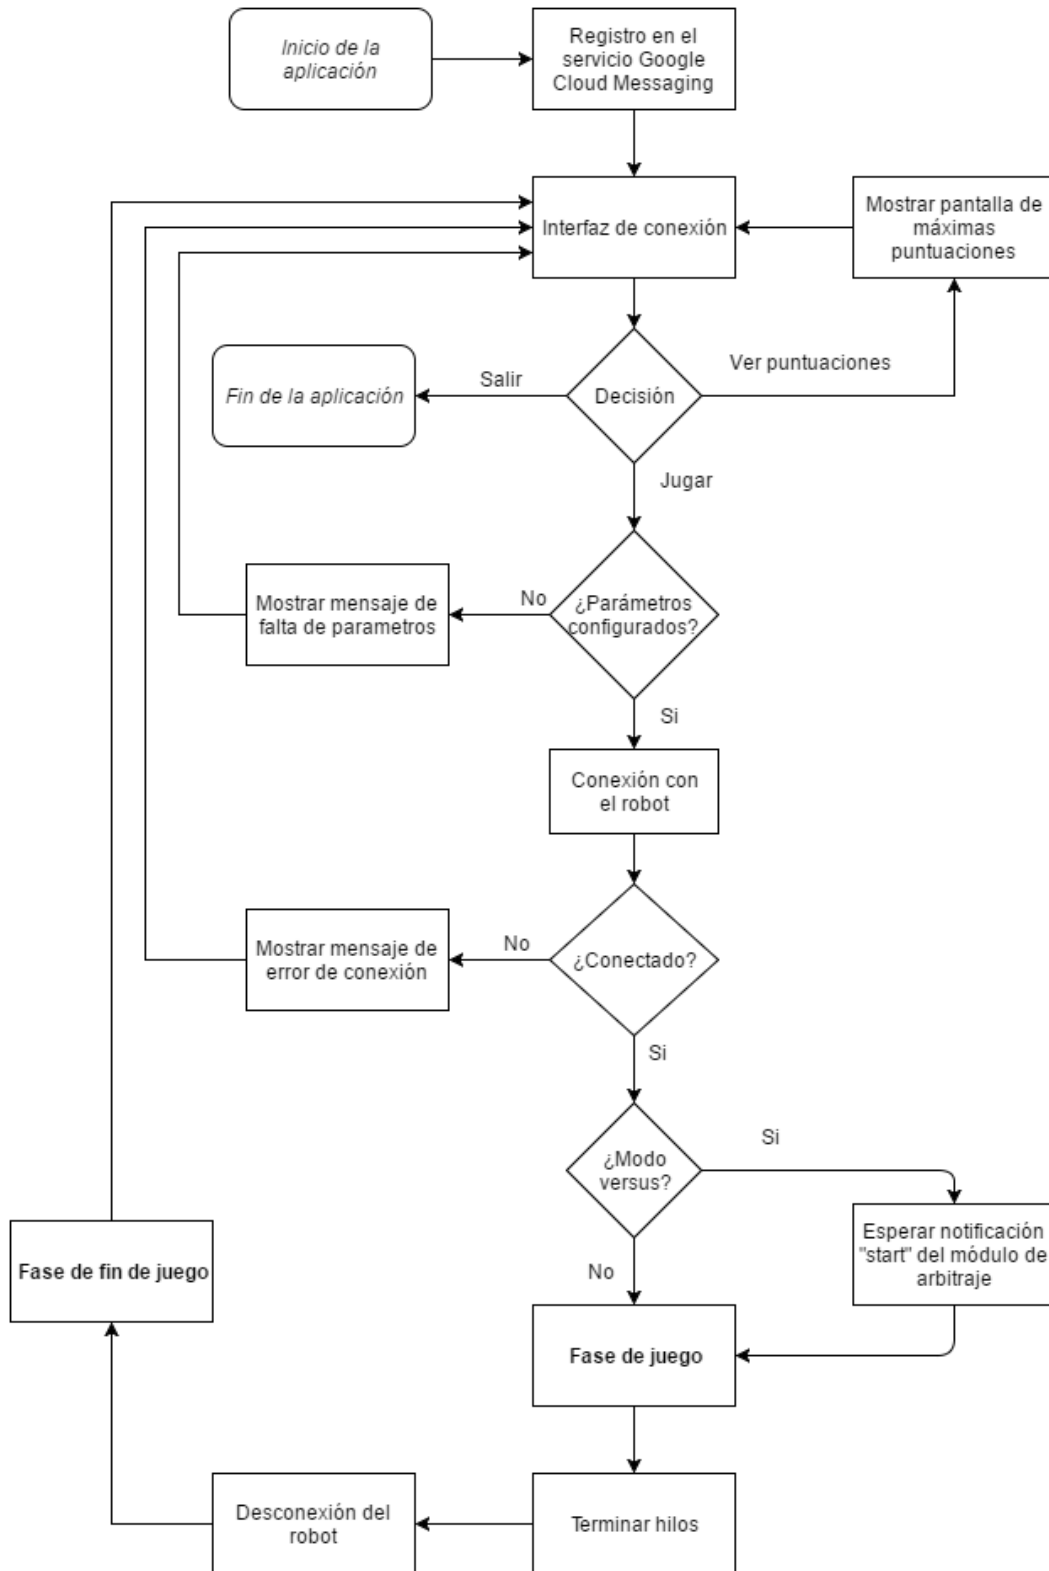 Inicio de la
aplicación
Registro en el
servicio Google
Cloud Messaging
Interfaz de conexión
Mostrar pantalla de
máximas
puntuaciones
Ver puntuaciones
Salir
Decisión
Fin de la aplicación
Jugar
¿Parámetros
configurados?
No
Mostrar mensaje de
falta de parametros
Si
Conexión con
el robot
¿Conectado?
No
Mostrar mensaje de
error de conexión
Si
¿Modo
versus?
Si
Esperar notificación
"start" del módulo de
arbitraje
No
Fase de juego
Fase de fin de juego
Terminar hilos
Desconexión del
robot